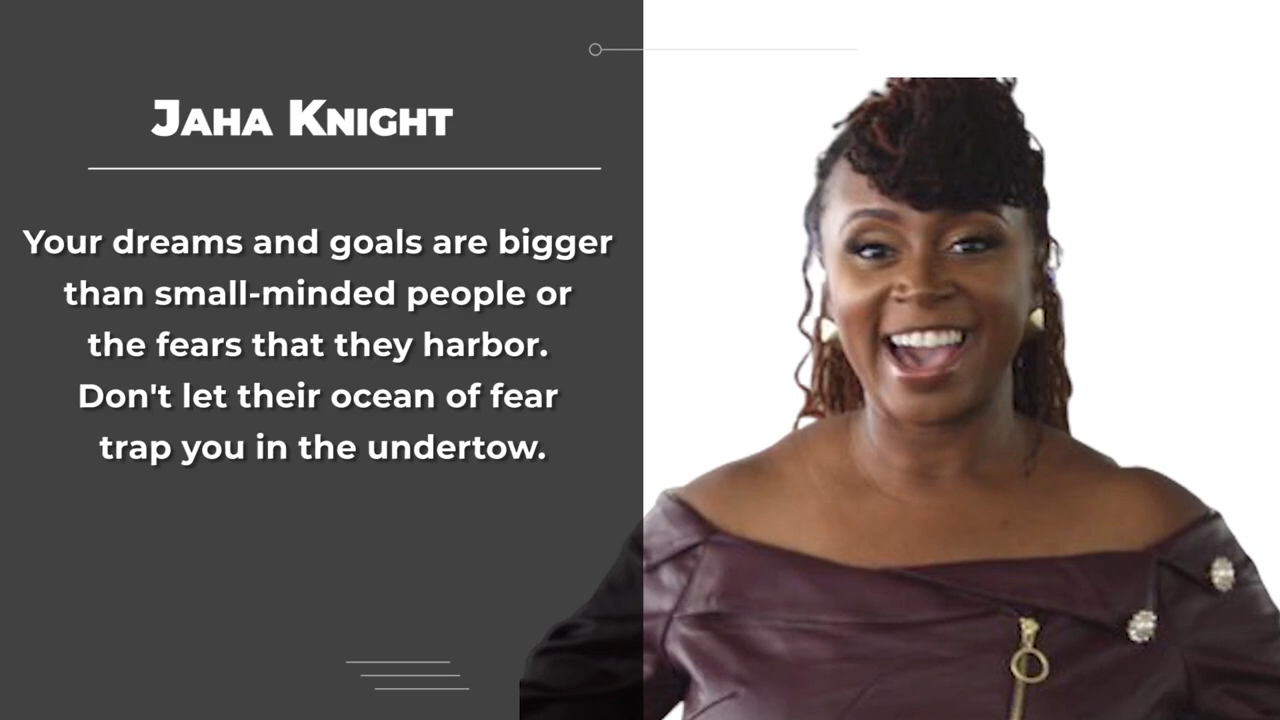 Jaha Knight
Your dreams and goals are bigger
than small-minded people or
the fears that they harbor.
Don't let their ocean of fear
trap you in the undertow.